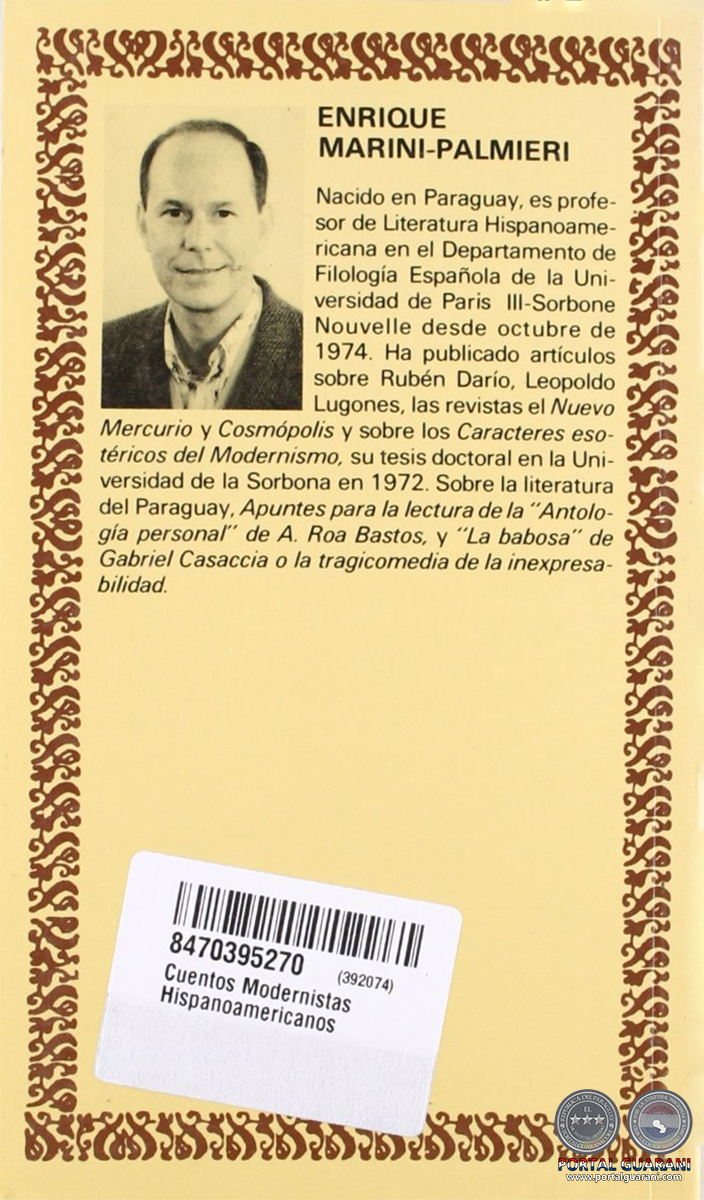 ENRIQUE
MARINI-PALMIERI
Nacido en Paraguay, es profe-
sor de Literatura Hispanoame-
ricana en el Departamento de
Filología Española de la Uni-
versidad de Paris III-Sorbone
Nouvelle desde octubre de
1974. Ha publicado artículos
sobre Rubén Darío, Leopoldo
Lugones, las revistas el Nuevo
Mercurio y Cosmópolis y sobre los Caracteres eso-
téricos del Modernismo, su tesis doctoral en la Uni-
versidad de la Sorbona en 1972. Sobre la literatura
del Paraguay, Apuntes para la lectura de la "Antolo-
gía personal" de A. Roa Bastos, y "La babosa" de
Gabriel Casaccia o la tragicomedia de la inexpresa-
bilidad.
8470395270
(392074)
Cuentos Modernistas
Hispanoamericanos
PORTAL GUARANI
www.portalguarani.com